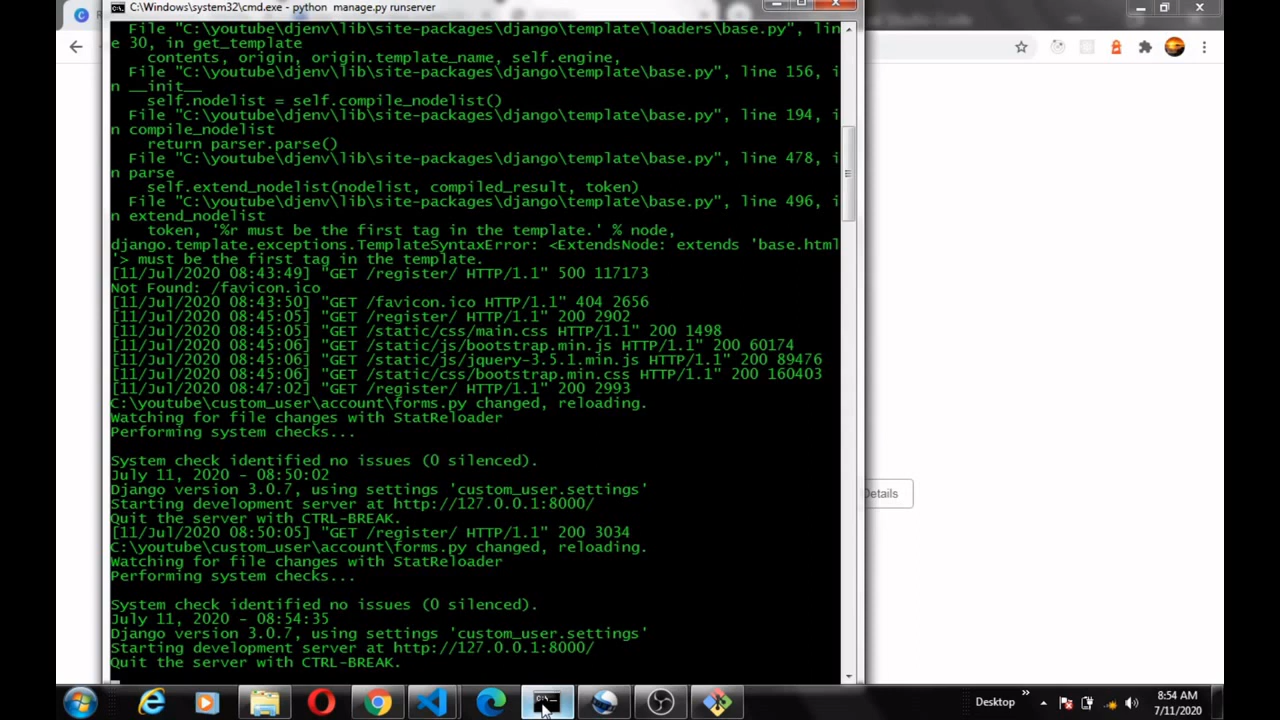 C:\Windows\system32\cmd.exe - python manage.py runserver
File "C:\youtube\djenv\lib\site-packages\django\template\loaders\base.py", lin
e 30, in get_template
contents, origin, origin.template_name, self.engine,
File "C:\youtube\djenv\lib\site-packages\django\template\base.py", line 156, i
n __init__
self.nodelist = self.compile_nodelist()
File "C:\youtube\djenv\lib\site-packages\django\template\base.py", line 194, i
n compile_nodelist
return parser.parse()
File "C:\youtube\djenv\lib\site-packages\django\template\base.py", line 478, i
n parse
self.extend_nodelist(nodelist, compiled_result, token)
File "C:\youtube\djenv\lib\site-packages\django\template\base.py", line 496, i
n extend_nodelist
token, '%r must be the first tag in the template.' % node,
django.template.exceptions.TemplateSyntaxError: <ExtendsNode: extends 'base.html
'> must be the first tag in the template.
[11/Jul/2020 08:43:49] "GET /register/ HTTP/1.1" 500 117173
Not Found: /favicon.ico
[11/Jul/2020 08:43:50] "GET /favicon.ico HTTP/1.1" 404 2656
[11/Jul/2020 08:45:05] "GET /register/ HTTP/1.1" 200 2902
[11/Jul/2020 08:45:05] "GET /static/css/main.css HTTP/1.1" 200 1498
[11/Jul/2020 08:45:06] "GET /static/js/bootstrap.min.js HTTP/1.1" 200 60174
[11/Jul/2020 08:45:06] "GET /static/js/jquery-3.5.1.min.js HTTP/1.1" 200 89476
[11/Jul/2020 08:45:06] "GET /static/css/bootstrap.min.css HTTP/1.1" 200 160403
[11/Jul/2020 08:47:02] "GET /register/ HTTP/1.1" 200 2993
C:\youtube\custom_user\account\forms.py changed, reloading.
Watching for file changes with StatReloader
Performing system checks...
System check identified no issues (0 silenced).
July 11, 2020 - 08:50:02
Django version 3.0.7, using settings 'custom_user.settings'
Starting development server at http://127.0.0.1:8000/
Quit the server with CTRL-BREAK.
[11/Jul/2020 08:50:05] "GET /register/ HTTP/1.1" 200 3034
C:\youtube\custom_user\account\forms.py changed, reloading.
Watching for file changes with StatReloader
Performing system checks...
System check identified no issues (0 silenced).
July 11, 2020 - 08:54:35
Django version 3.0.7, using settings 'custom_user.settings'
Starting development server at http://127.0.0.1:8000/
Quit the server with CTRL-BREAK.
Details
Desktop
8:54 AM
7/11/2020